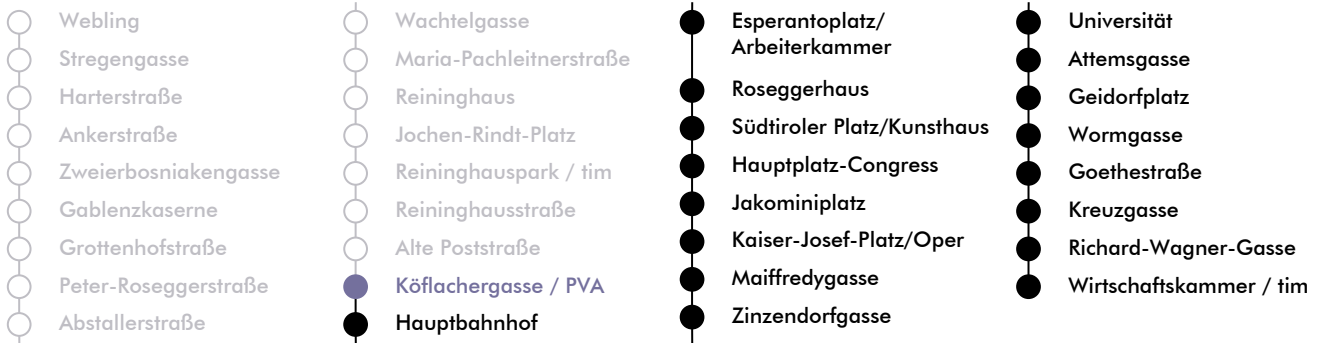 Webling
Stregengasse
Harterstraße
Ankerstraße
Zweierbosniakengasse
Gablenzkaserne
Grottenhofstraße
Peter-Roseggerstraße
Abstallerstraße
Wachtelgasse
Maria-Pachleitnerstraße
Reininghaus
Jochen-Rindt-Platz
Reininghauspark / tim
Reininghausstraße
Alte Poststraße
Köflachergasse / PVA
Hauptbahnhof
Esperantoplatz/
Arbeiterkammer
Roseggerhaus
Südtiroler Platz/Kunsthaus
Hauptplatz-Congress
Jakominiplatz
Kaiser-Josef-Platz/Oper
Maiffredygasse
Zinzendorfgasse
Universität
Attemsgasse
Geidorfplatz
Wormgasse
Goethestraße
Kreuzgasse
Richard-Wagner-Gasse
Wirtschaftskammer / tim